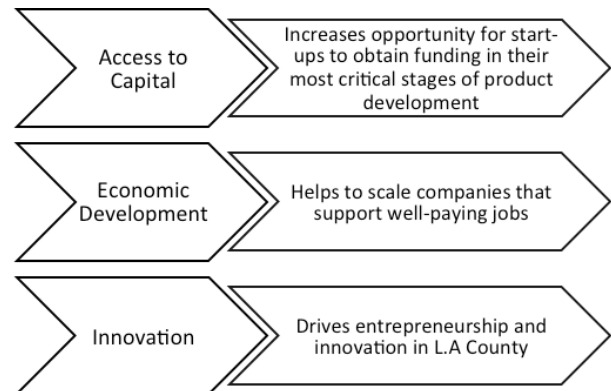 Access to
Capital
Increases opportunity for start-
ups to obtain funding in their
most critical stages of product
development
Economic
Development
Helps to scale companies that
support well-paying jobs
Innovation
Drives entrepreneurship and
innovation in L.A County